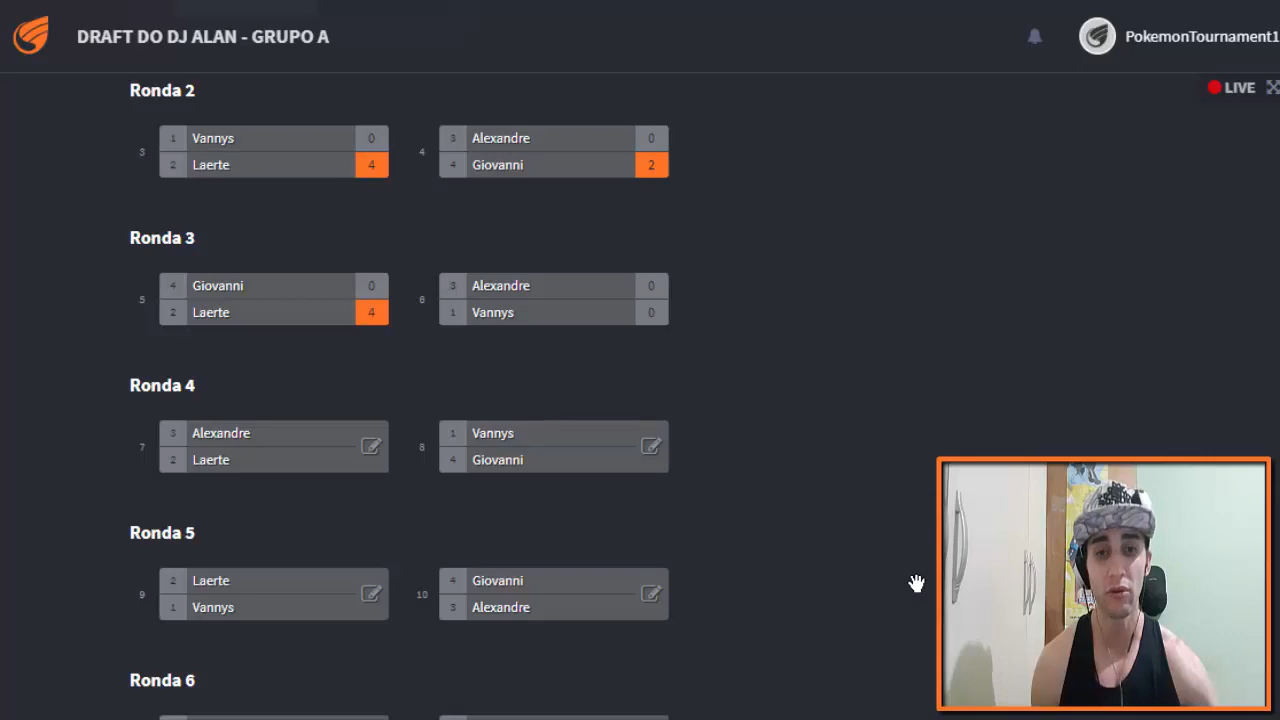 DRAFT DO DJ ALAN - GRUPO A
PokemonTournament1
LIVE
Ronda 2
3
1 Vannys 0
2 Laerte 4
4
3 Alexandre 0
4 Giovanni 2
Ronda 3
5
4 Giovanni 0
2 Laerte 4
6
3 Alexandre 0
1 Vannys 0
Ronda 4
7
3 Alexandre
2 Laerte
8
1 Vannys
4 Giovanni
Ronda 5
9
2 Laerte
1 Vannys
10
4 Giovanni
3 Alexandre
Ronda 6